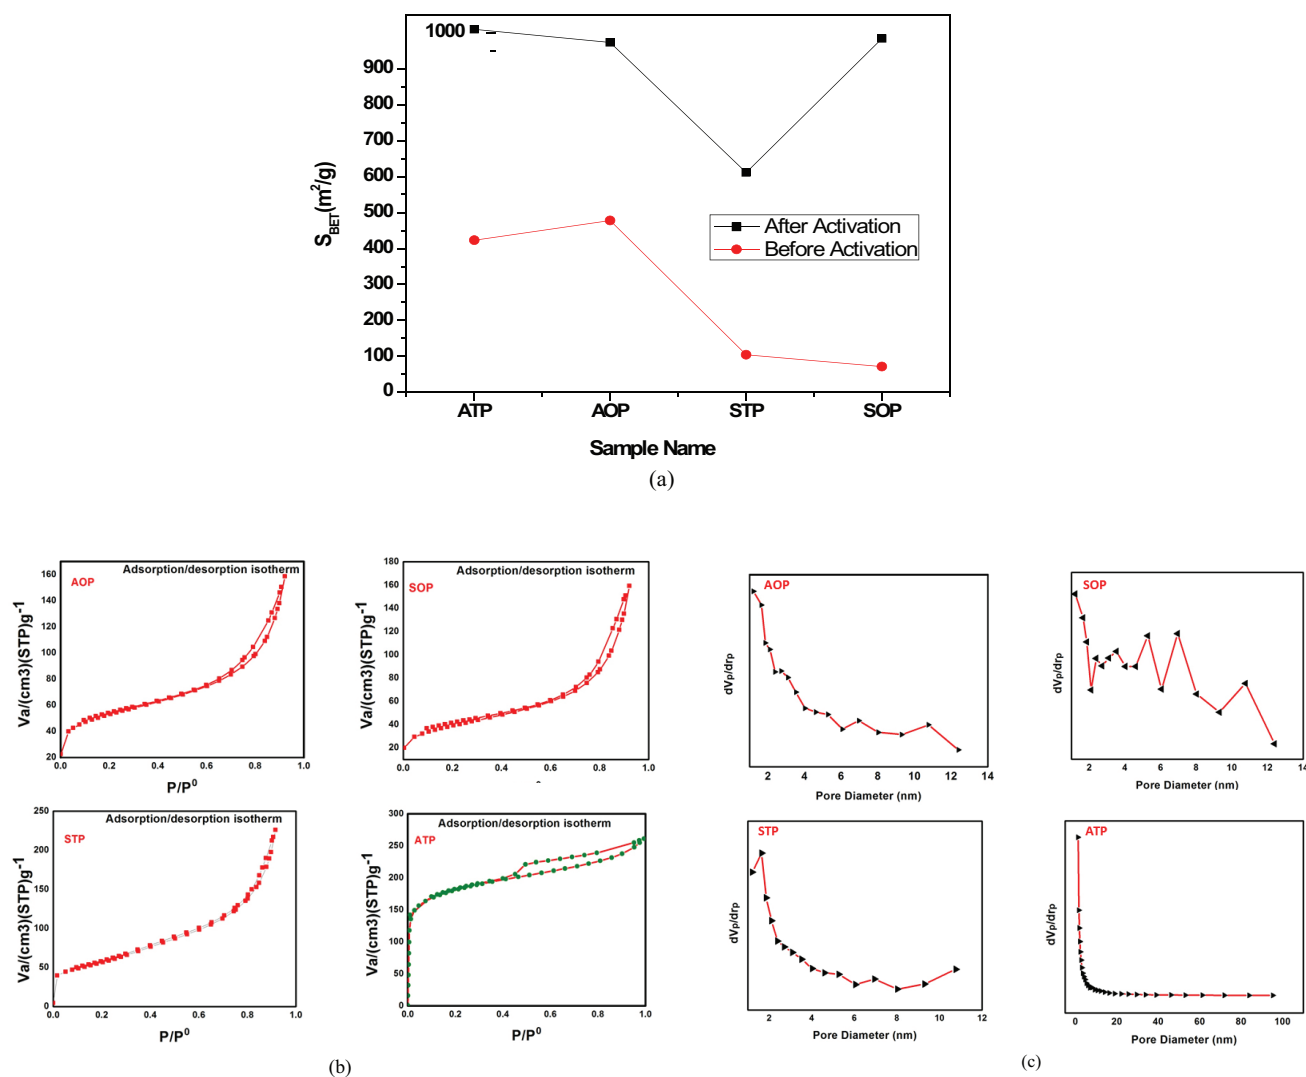 1000
900
800
700
600
500
400
300
200
100
0
S_BET(m²/g)
After Activation
Before Activation
ATP AOP STP SOP
Sample Name
(a)
Adsorption/desorption isotherm
AOP
160
140
120
100
80
60
40
20
Va/(cm3)(STP)g⁻¹
0.0 0.2 0.4 0.6 0.8 1.0
P/P⁰
Adsorption/desorption isotherm
SOP
180
160
140
120
100
80
60
40
20
0
Va/(cm3)(STP)g⁻¹
0.0 0.2 0.4 0.6 0.8 1.0
AOP
dVp/drp
2 4 6 8 10 12 14
Pore Diameter (nm)
SOP
dVp/drp
2 4 6 8 10 12 14
Pore Diameter (nm)
Adsorption/desorption isotherm
STP
250
200
150
100
50
0
Va/(cm3)(STP)g⁻¹
0.0 0.2 0.4 0.6 0.8 1.0
P/P⁰
Adsorption/desorption isotherm
ATP
300
250
200
150
100
50
0
Va/(cm3)(STP)g⁻¹
0.0 0.2 0.4 0.6 0.8 1.0
P/P⁰
(b)
STP
dVp/drp
2 4 6 8 10 12
Pore Diameter (nm)
ATP
dVp/drp
0 20 40 60 80 100
Pore Diameter (nm)
(c)